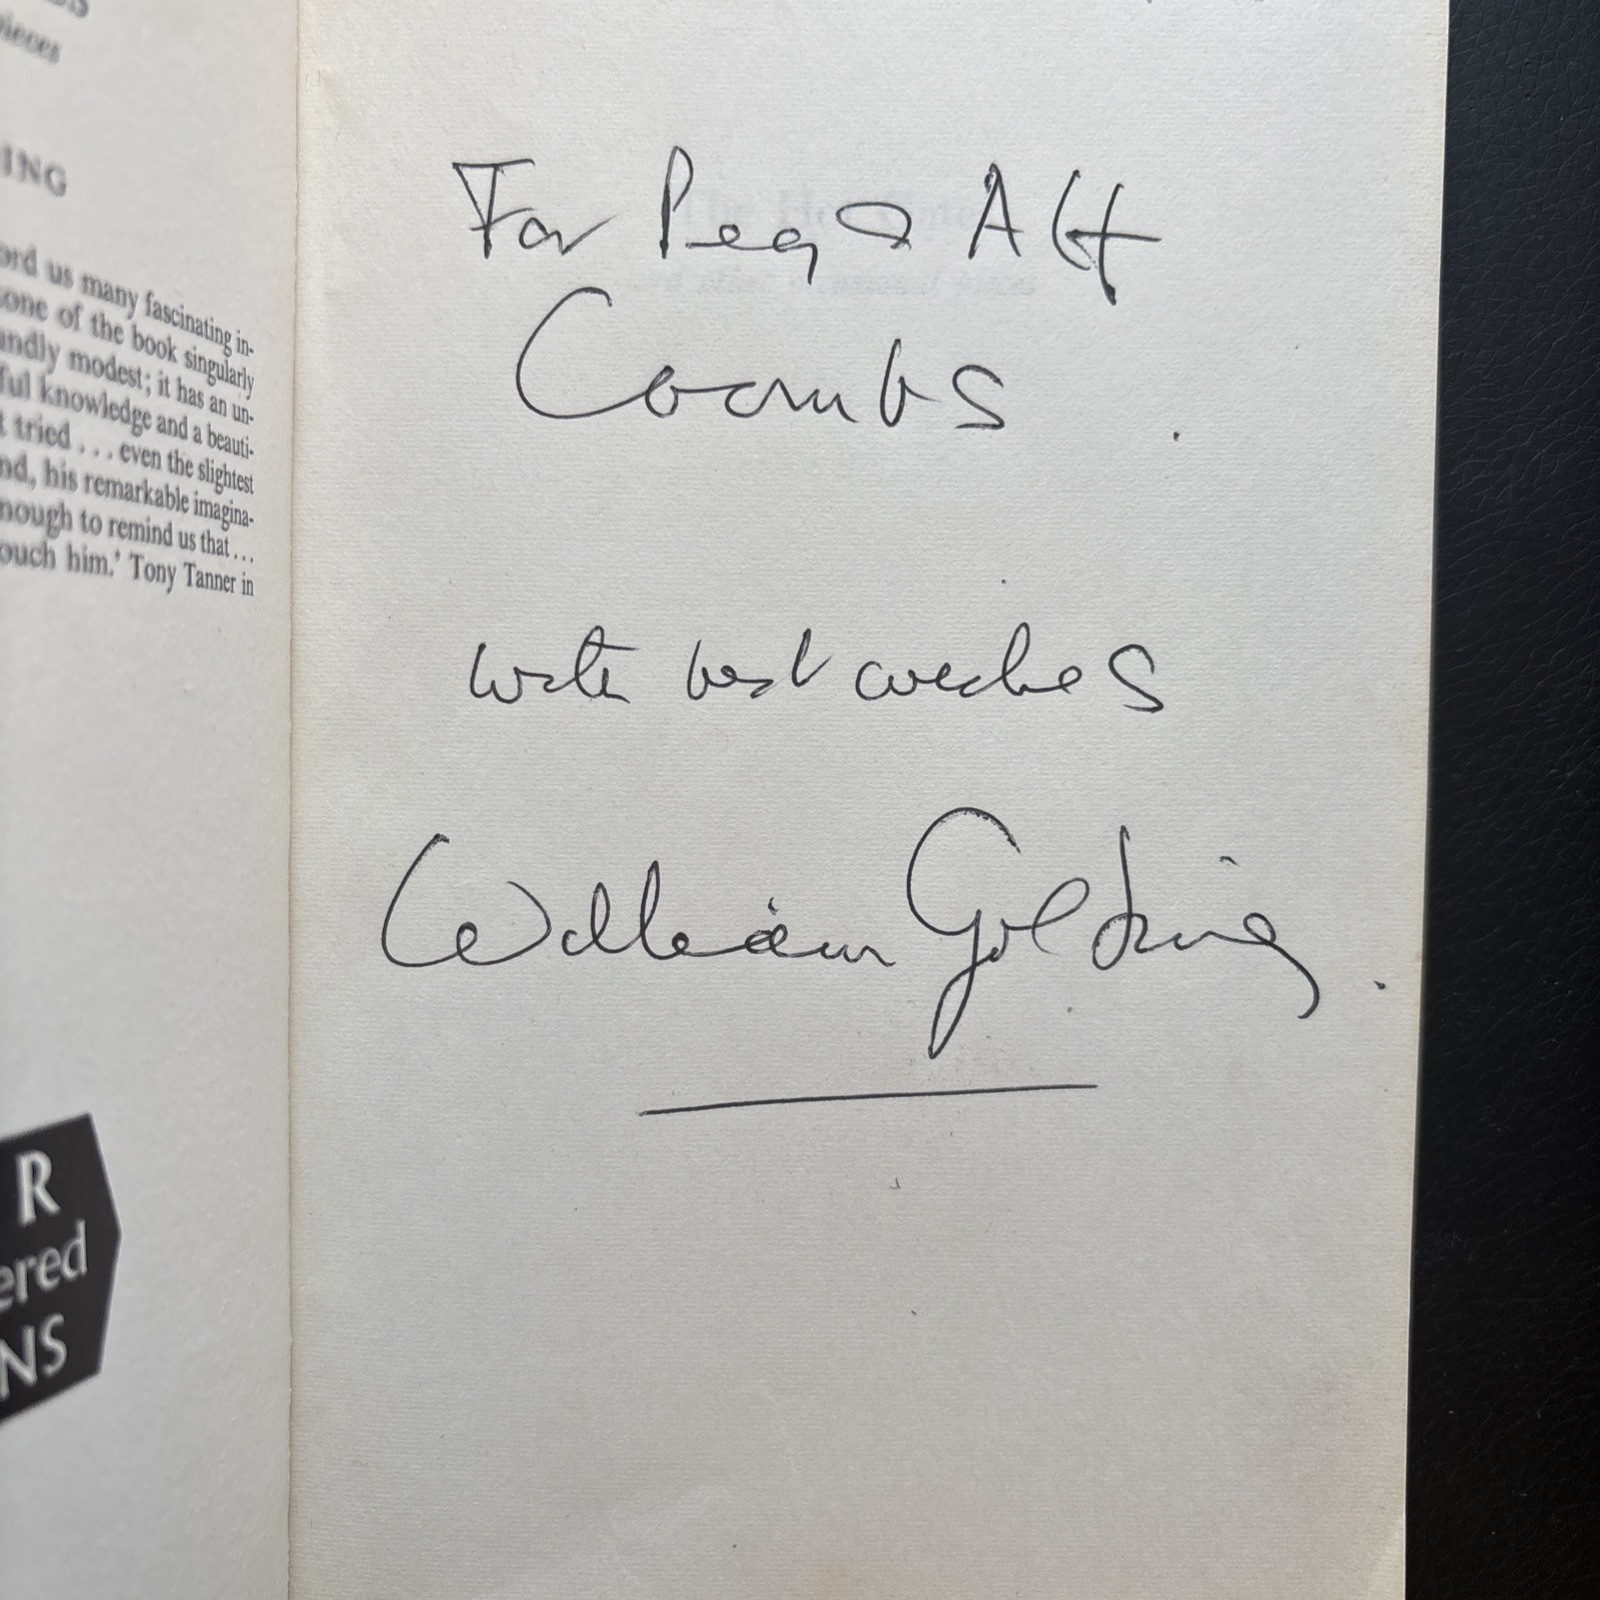 pieces
ING
ord us many fascinating in-
one of the book singularly
andly modest; it has an un-
ful knowledge and a beauti-
t tried . . . even the slightest
nd, his remarkable imagina-
nough to remind us that . . .
ouch him.' Tony Tanner in
R
ered
NS
For Peg & Alf
Coombs
with best wishes
William Golding.